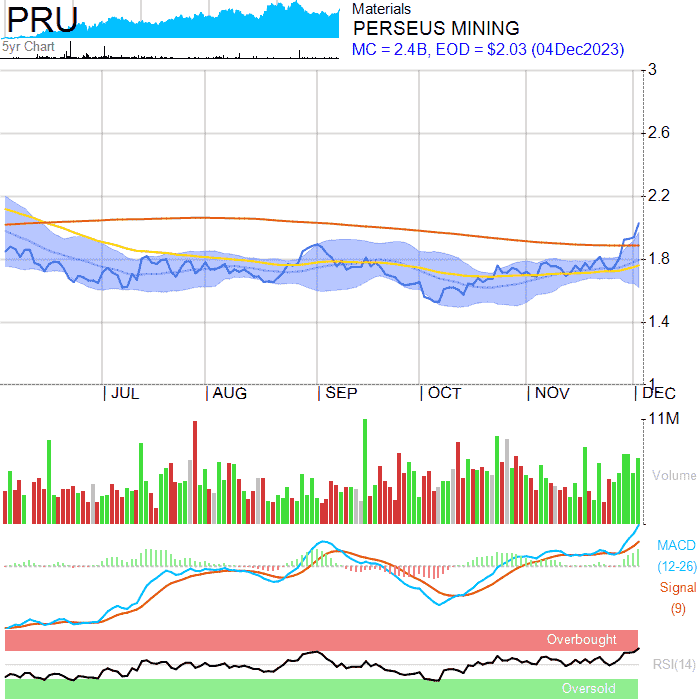 PRU
Materials
PERSEUS MINING
5yr Chart
MC = 2.4B, EOD = $2.03 (04Dec2023)
3
2.6
2.2
1.8
1.4
1
JUL AUG SEP OCT NOV DEC
11M
Volume
MACD
(12-26)
Signal
(9)
Overbought
RSI(14)
Oversold